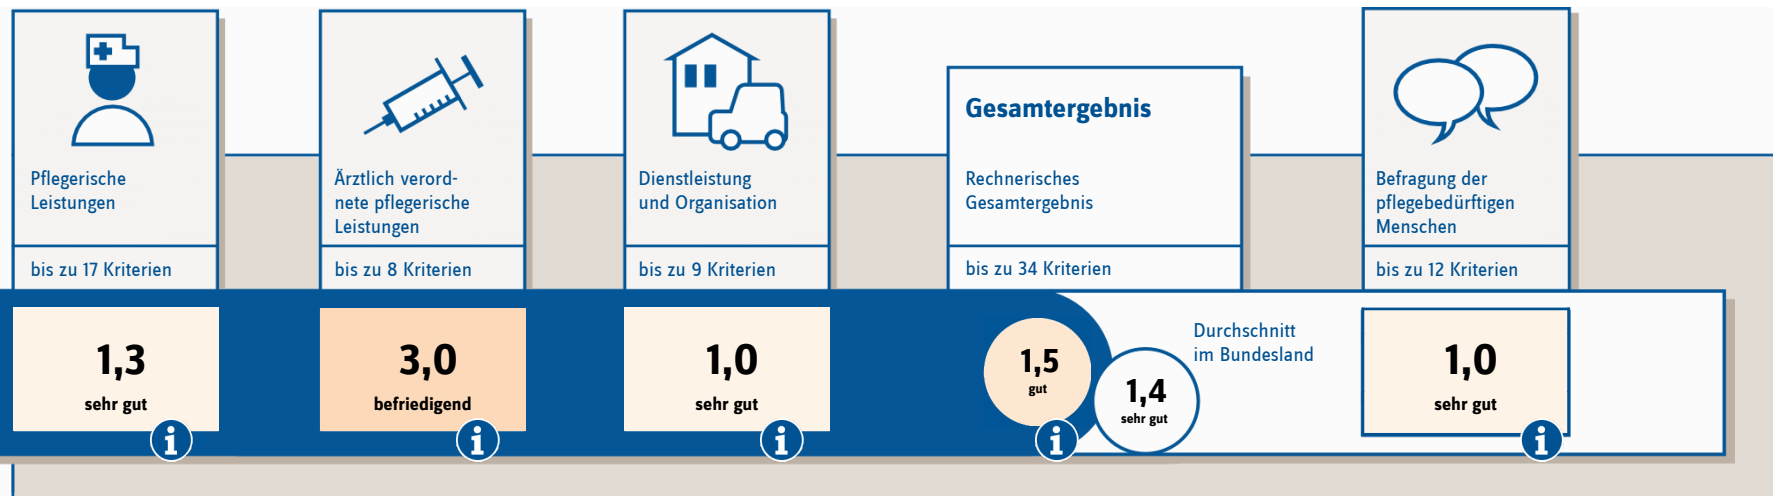 Pflegerische
Leistungen
bis zu 17 Kriterien
1,3
sehr gut
i
Ärztlich verord-
nete pflegerische
Leistungen
bis zu 8 Kriterien
3,0
befriedigend
i
Dienstleistung
und Organisation
bis zu 9 Kriterien
1,0
sehr gut
i
Gesamtergebnis
Rechnerisches
Gesamtergebnis
bis zu 34 Kriterien
1,5
gut
i
Durchschnitt
im Bundesland
1,4
sehr gut
Befragung der
pflegebedürftigen
Menschen
bis zu 12 Kriterien
1,0
sehr gut
i